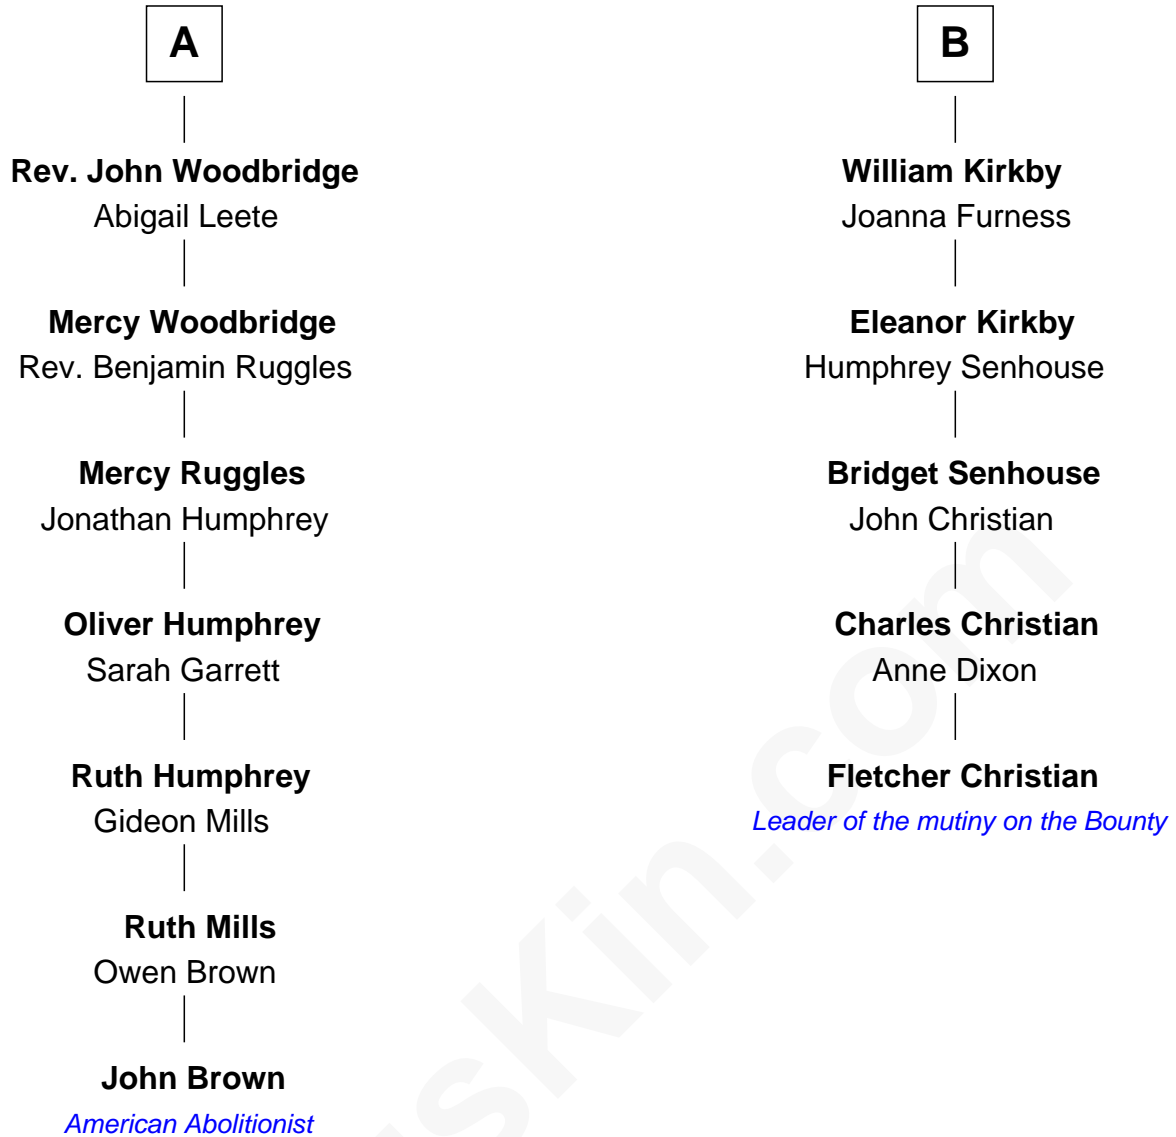 A
Rev. John Woodbridge
Abigail Leete
Mercy Woodbridge
Rev. Benjamin Ruggles
Mercy Ruggles
Jonathan Humphrey
Oliver Humphrey
Sarah Garrett
Ruth Humphrey
Gideon Mills
Ruth Mills
Owen Brown
John Brown
American Abolitionist
B
William Kirkby
Joanna Furness
Eleanor Kirkby
Humphrey Senhouse
Bridget Senhouse
John Christian
Charles Christian
Anne Dixon
Fletcher Christian
Leader of the mutiny on the Bounty